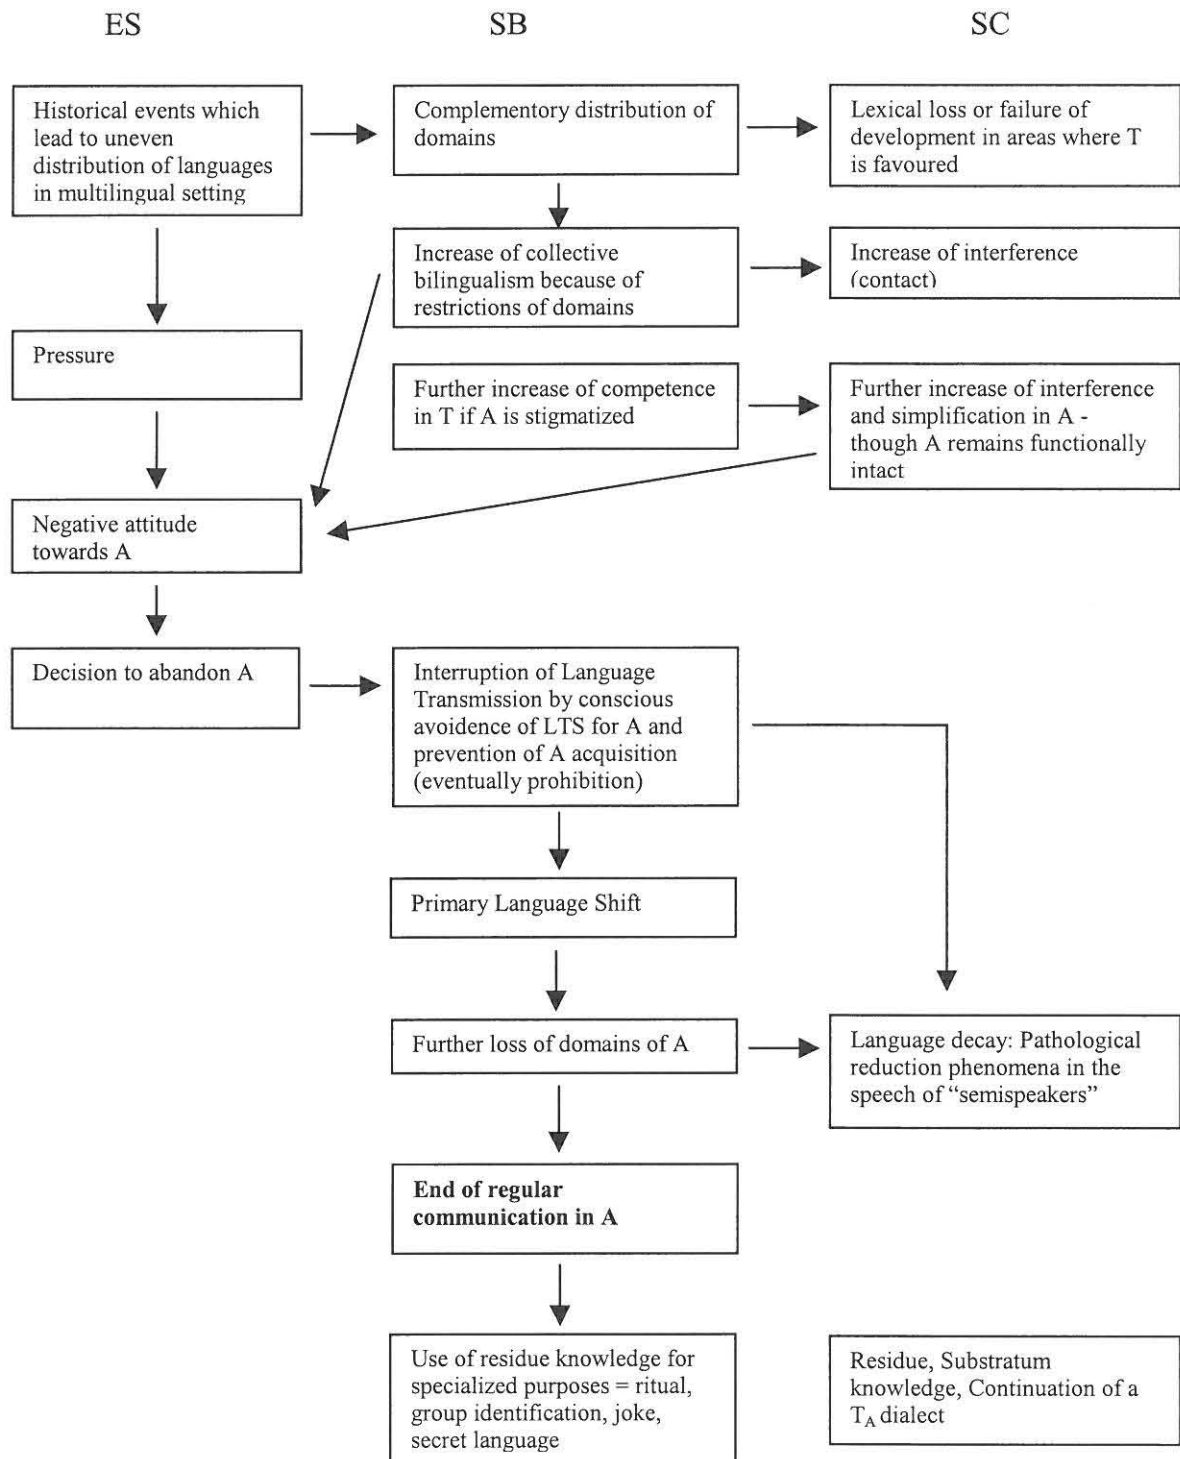 ES
SB
SC
Historical events which
lead to uneven
distribution of languages
in multilingual setting
Complementory distribution of
domains
Lexical loss or failure of
development in areas where T
is favoured
Increase of collective
bilingualism because of
restrictions of domains
Increase of interference
(contact)
Pressure
Further increase of competence
in T if A is stigmatized
Further increase of interference
and simplification in A -
though A remains functionally
intact
Negative attitude
towards A
Decision to abandon A
Interruption of Language
Transmission by conscious
avoidence of LTS for A and
prevention of A acquisition
(eventually prohibition)
Primary Language Shift
Further loss of domains of A
Language decay: Pathological
reduction phenomena in the
speech of “semispeakers”
End of regular
communication in A
Use of residue knowledge for
specialized purposes = ritual,
group identification, joke,
secret language
Residue, Substratum
knowledge, Continuation of a
TA dialect